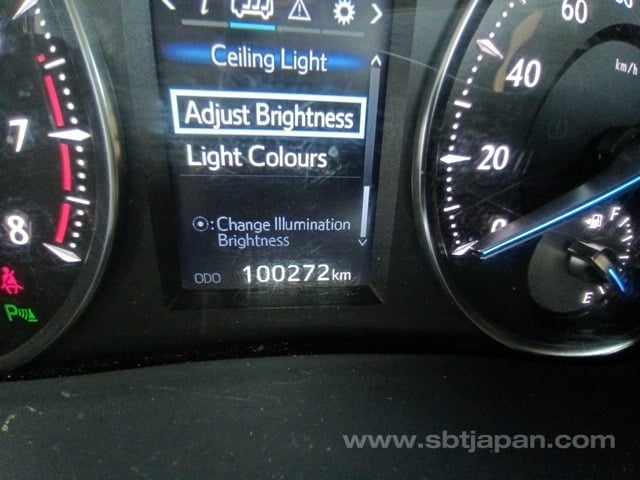 Ceiling Light
Adjust Brightness
Light Colours
: Change Illumination
Brightness
ODO 100272 km
7
8
P
60
km/h
40
20
0
F
E
www.sbtjapan.com